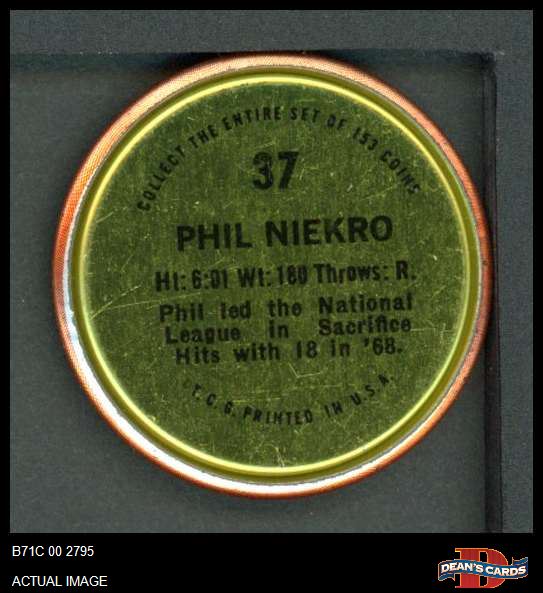 COLLECT THE ENTIRE SET OF 153 COINS
37
PHIL NIEKRO
Ht: 6:01 Wt: 180 Throws: R.
Phil led the National
League in Sacrifice
Hits with 18 in '68.
T.C.G. PRINTED IN U.S.A.
B71C 00 2795
ACTUAL IMAGE
D
DEAN'S CARDS